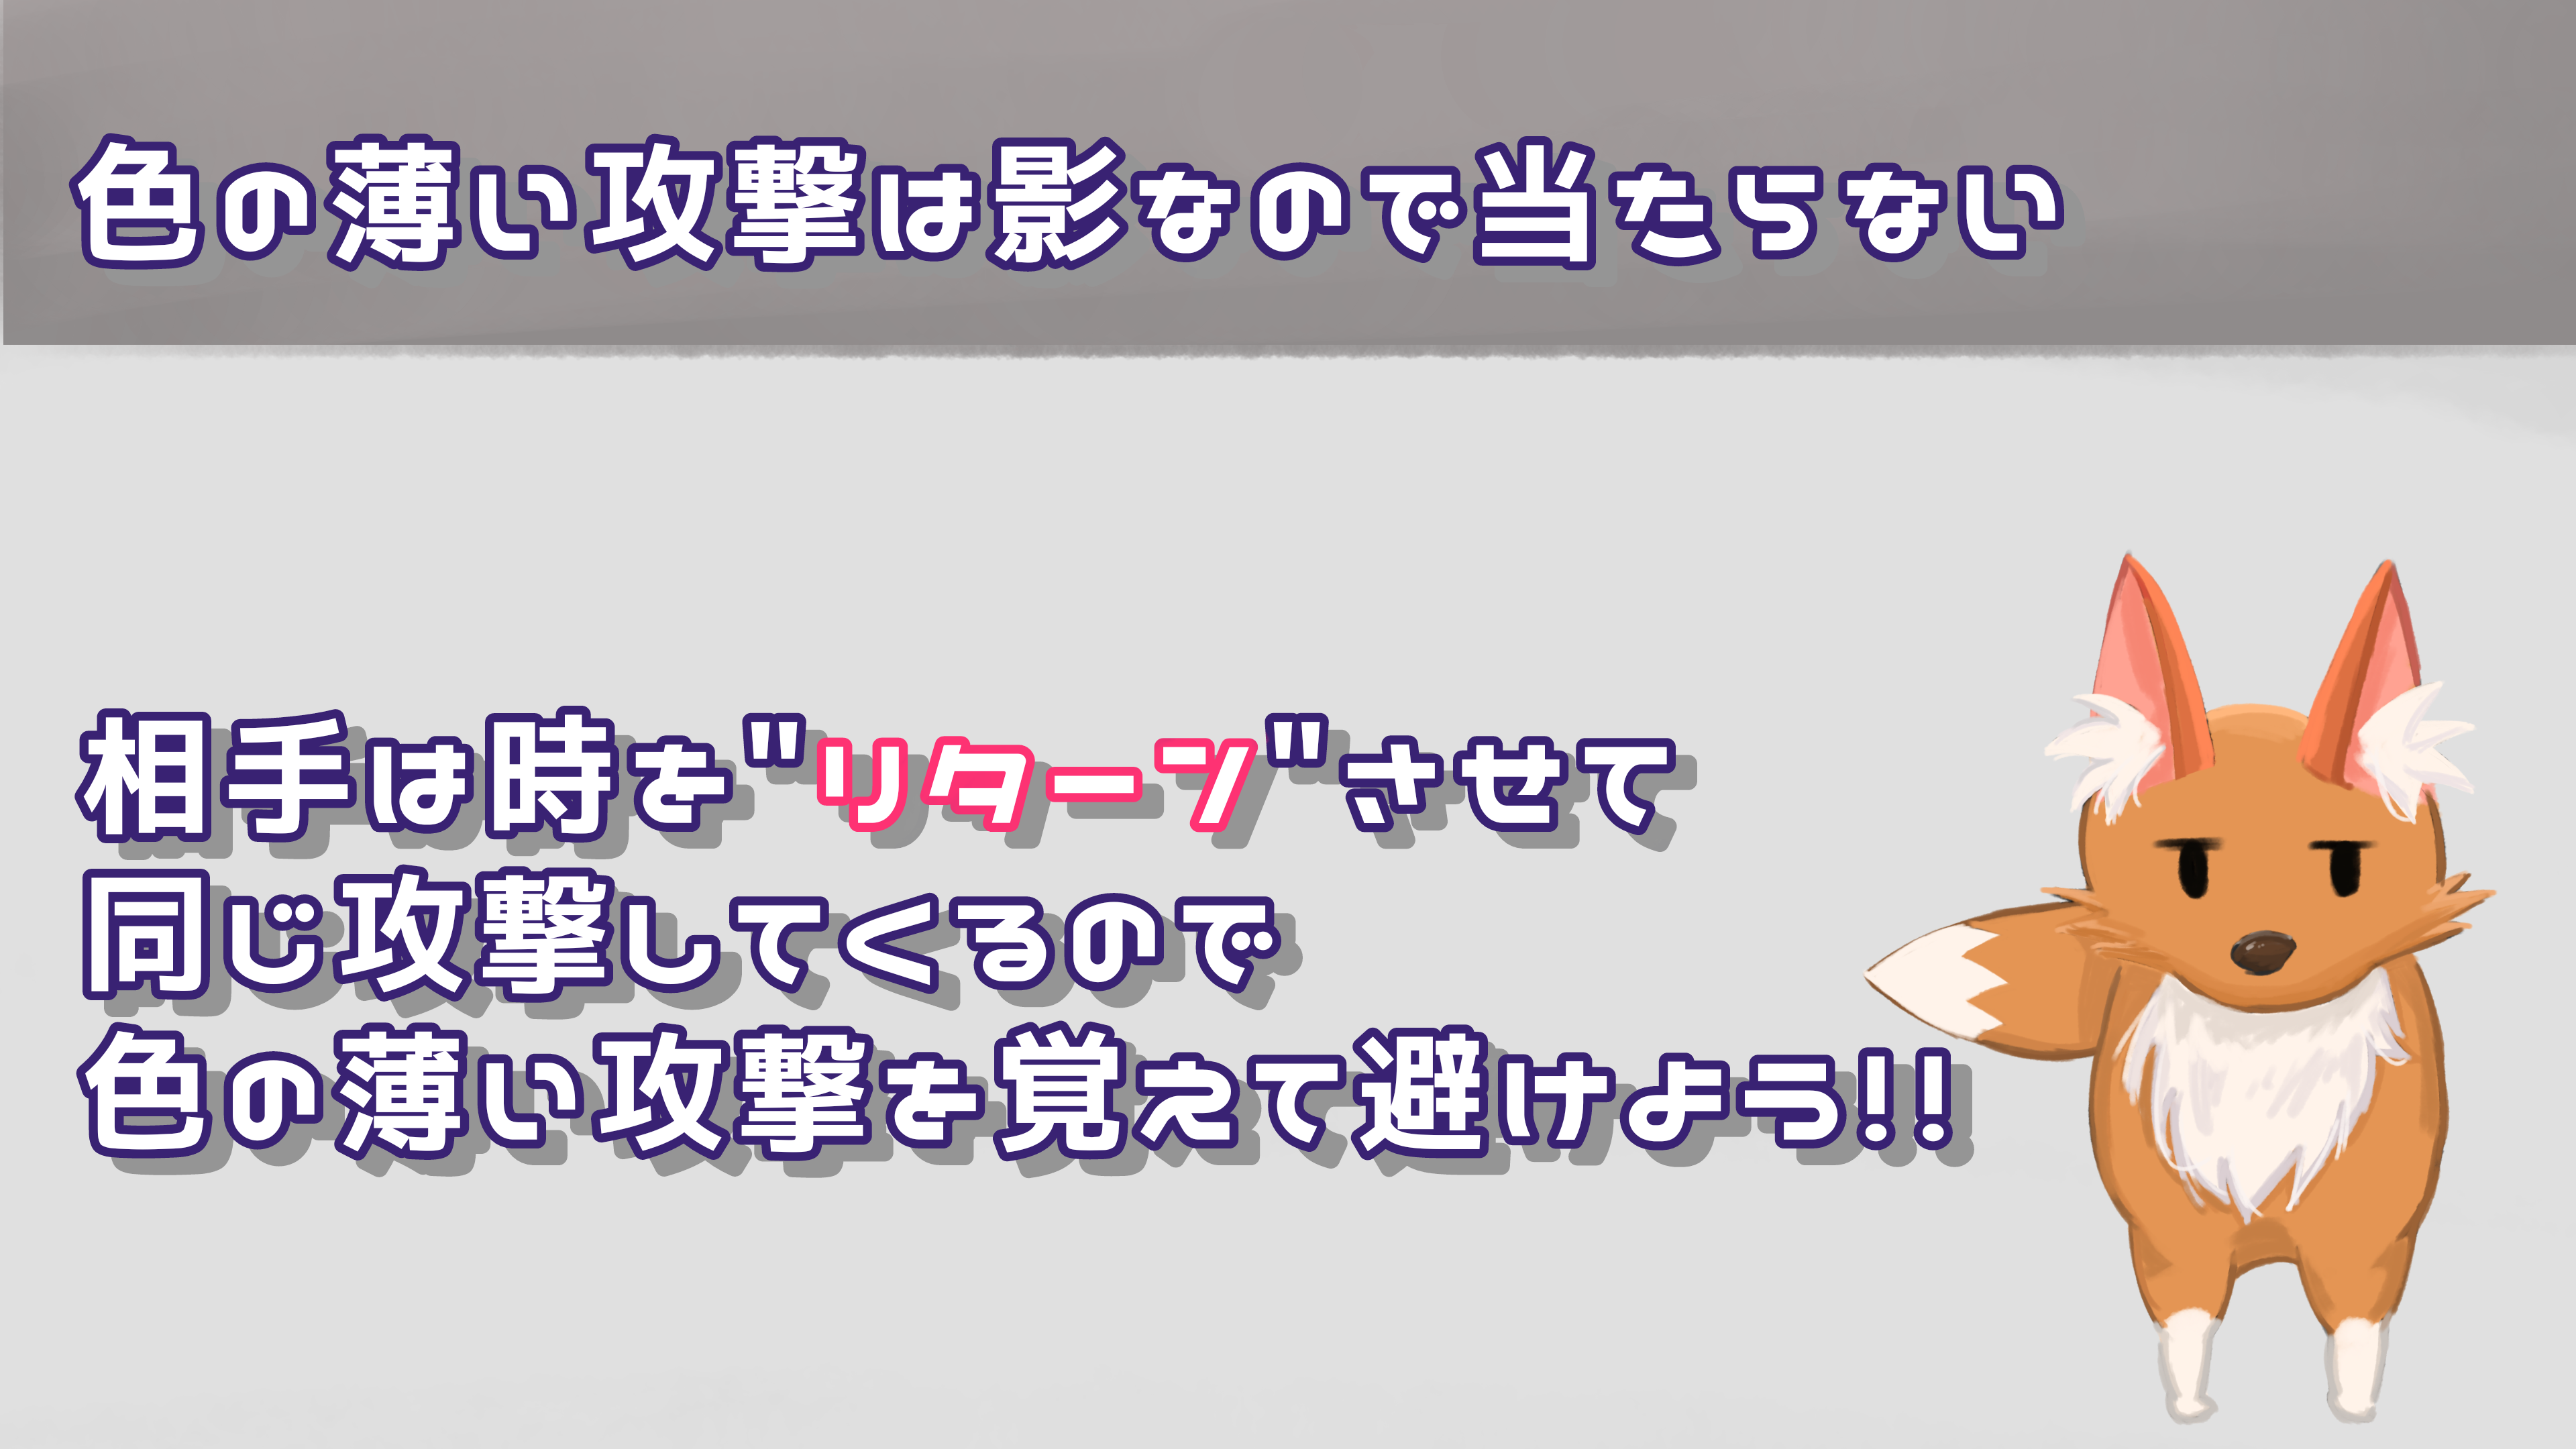 色の薄い攻撃は影なので当たらない
相手は時を"リターン"させて
同じ攻撃してくるので
色の薄い攻撃を覚えて避けよう!!